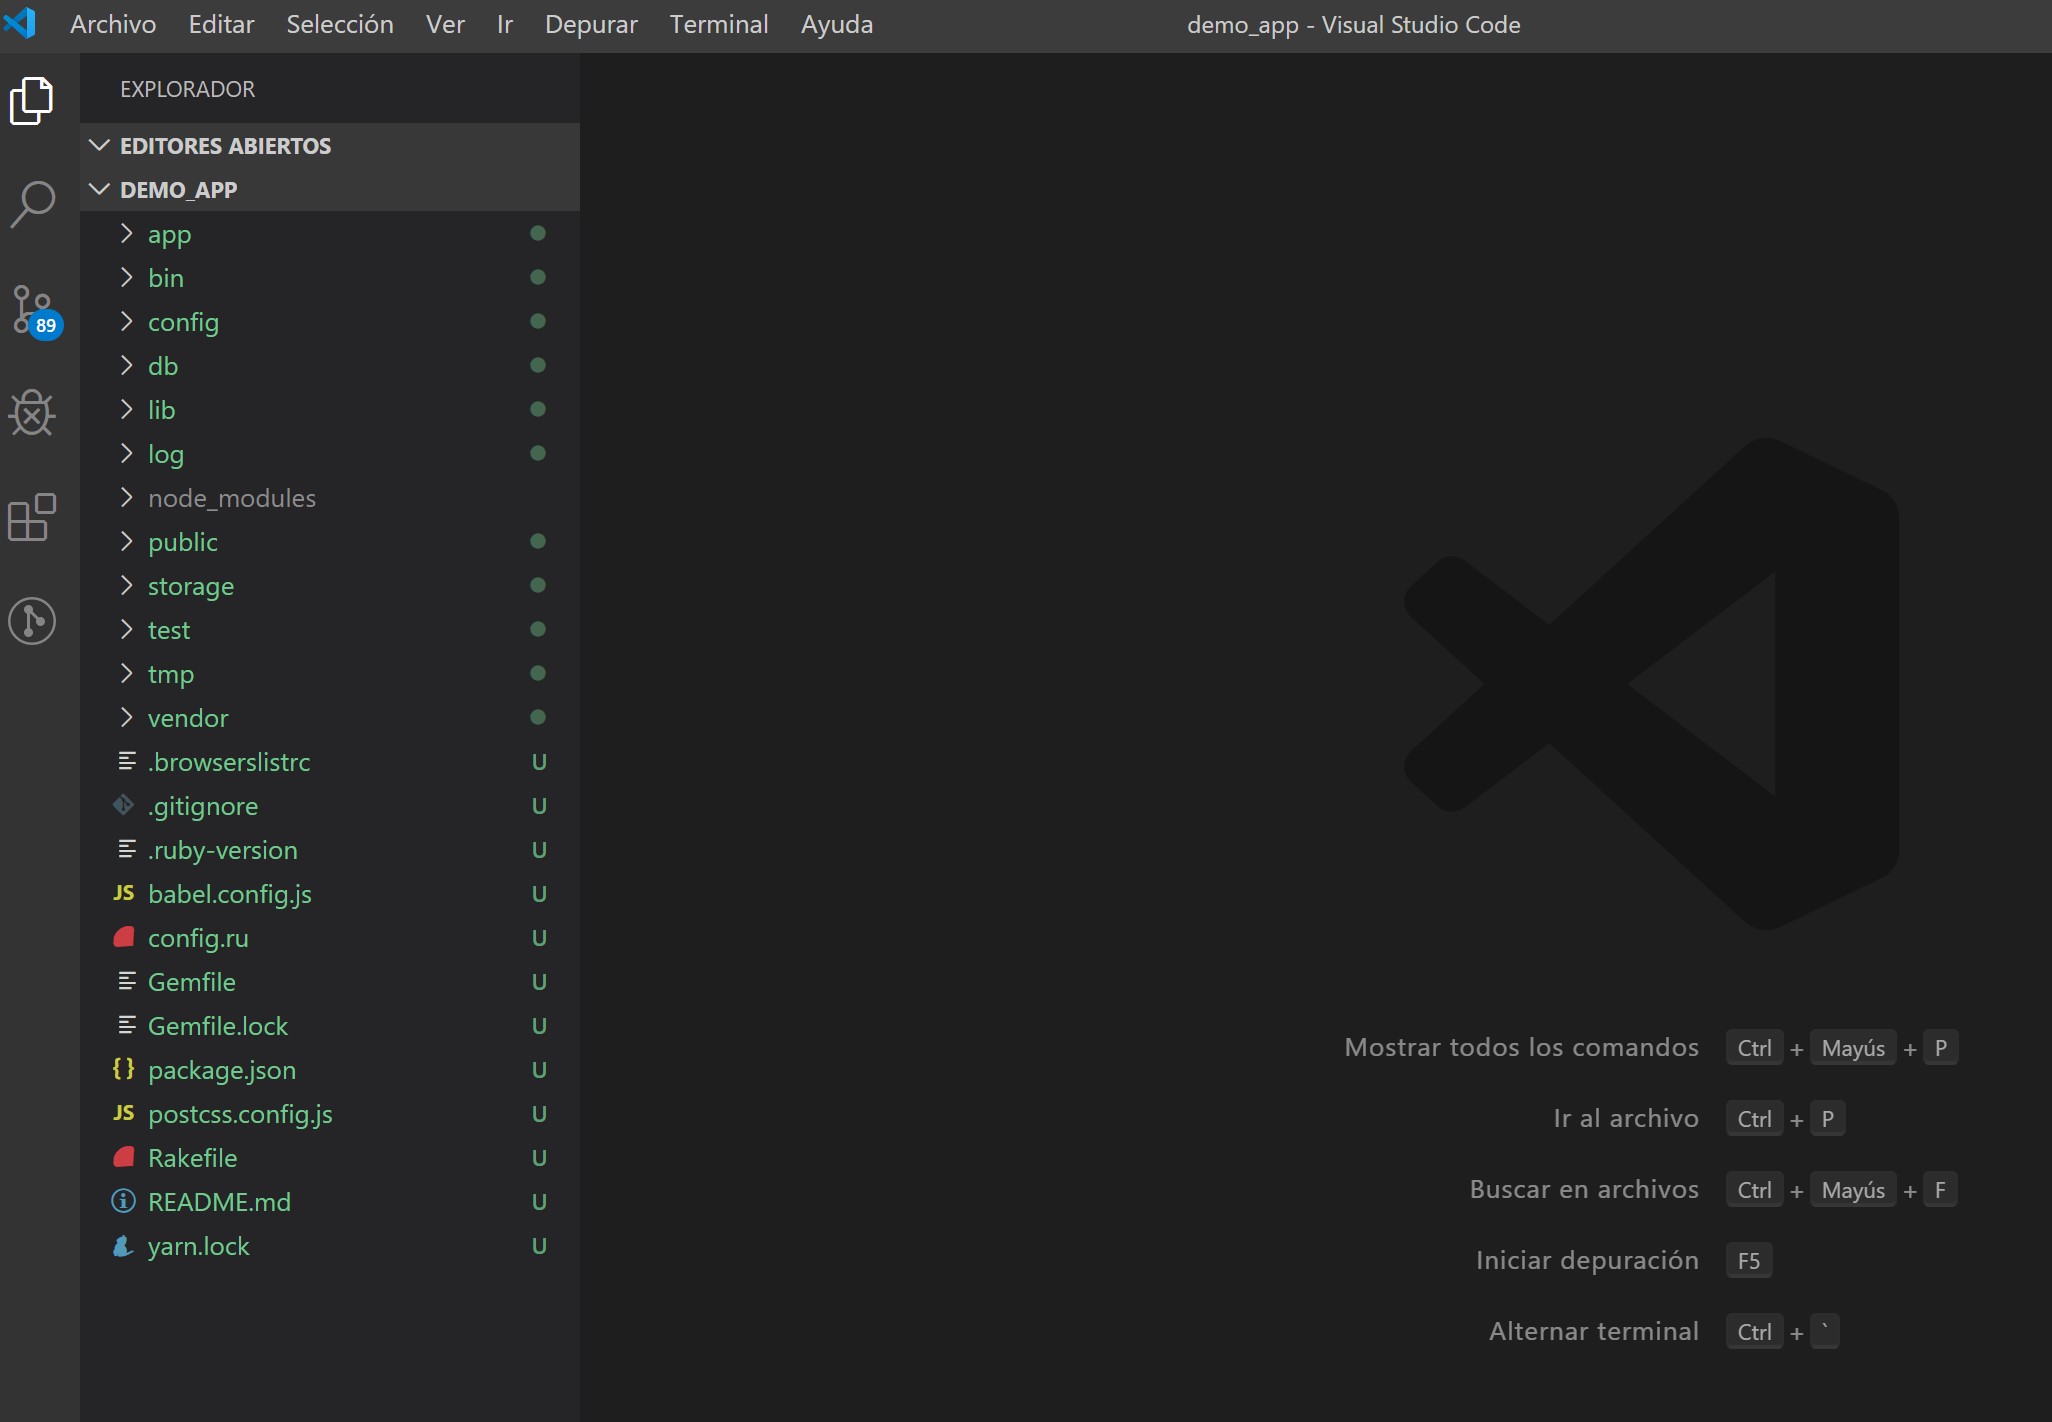 Archivo Editar Selección Ver Ir Depurar Terminal Ayuda demo_app - Visual Studio Code
EXPLORADOR
EDITORES ABIERTOS
DEMO_APP
app
bin
config
89
db
lib
log
node_modules
public
storage
test
tmp
vendor
.browserslistrc U
.gitignore U
.ruby-version U
JS babel.config.js U
config.ru U
Gemfile U
Gemfile.lock U
{} package.json U
JS postcss.config.js U
Rakefile U
README.md U
yarn.lock U
Mostrar todos los comandos Ctrl + Mayús + P
Ir al archivo Ctrl + P
Buscar en archivos Ctrl + Mayús + F
Iniciar depuración F5
Alternar terminal Ctrl + `